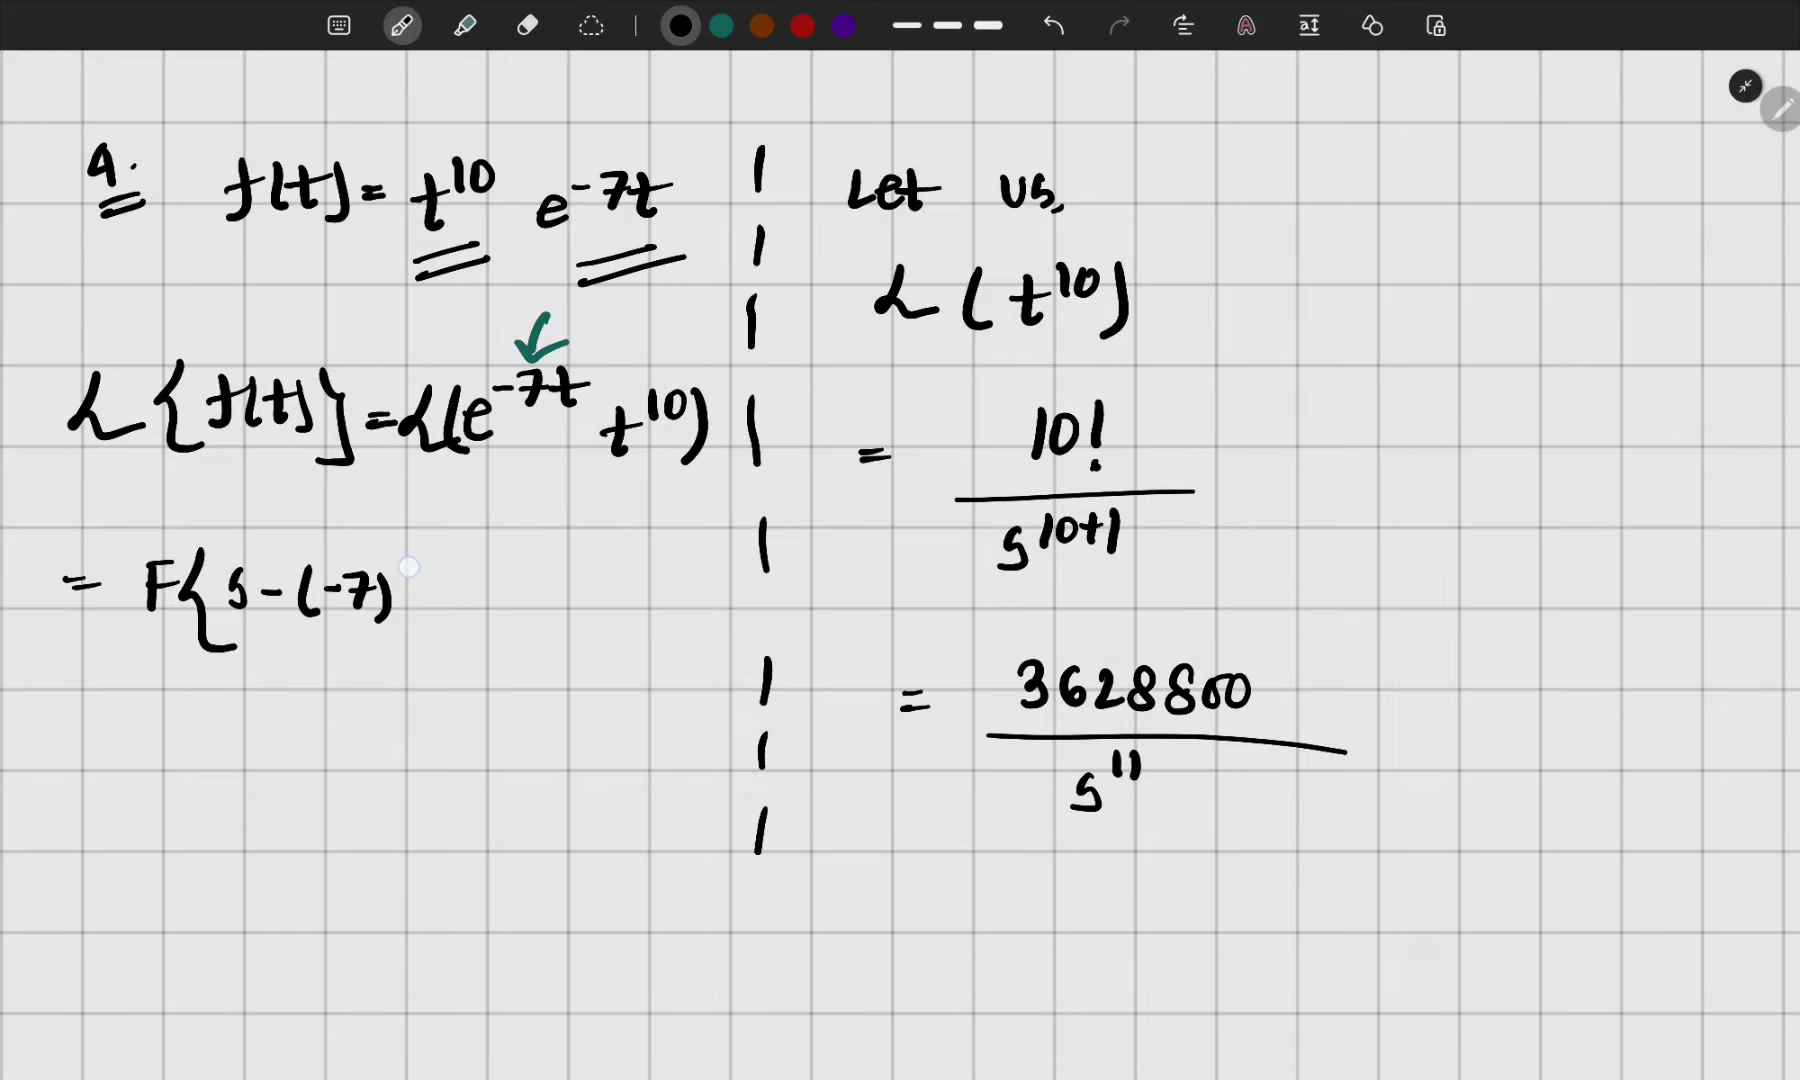 4. f(t) = t^10 e^-7t
L{f(t)} = L(e^-7t t^10)
= F{s-(-7)
Let us,
L(t^10)
= 10! / s^10+1
= 3628800 / s^11